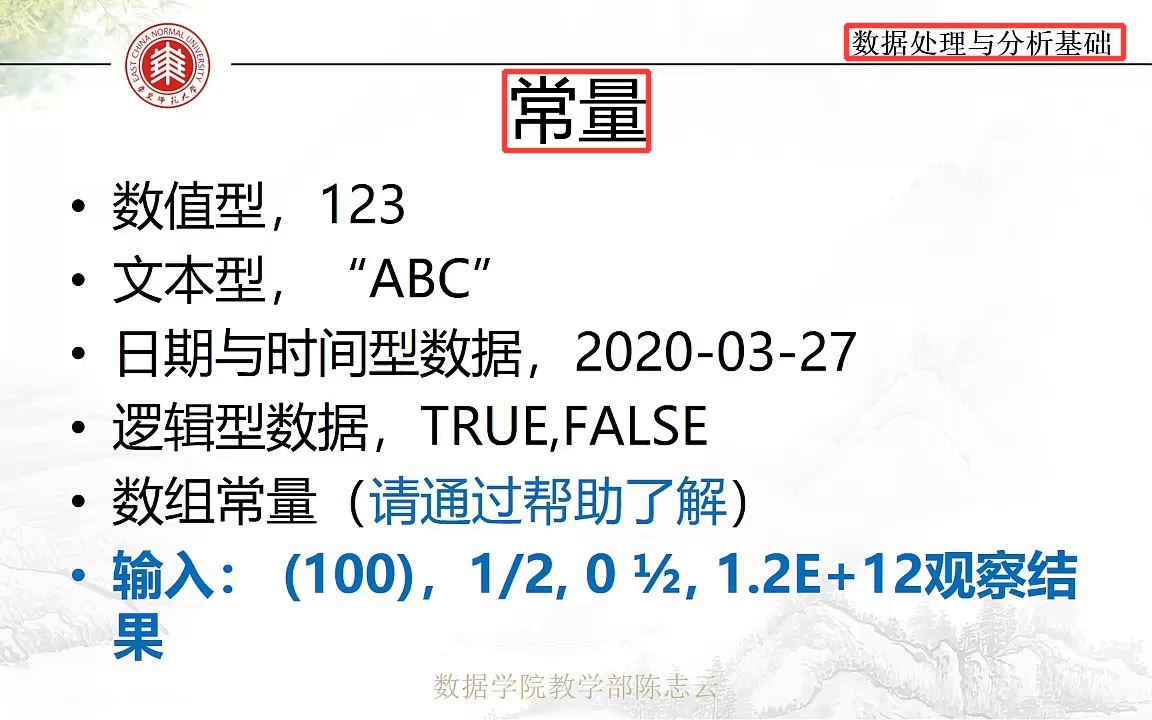 EAST CHINA NORMAL UNIVERSITY
华东师范大学
数据处理与分析基础
常量
• 数值型，123
• 文本型，“ABC”
• 日期与时间型数据，2020-03-27
• 逻辑型数据，TRUE,FALSE
• 数组常量（请通过帮助了解）
• 输入： (100)，1/2, 0 ½, 1.2E+12观察结
果
数据学院教学部陈志云